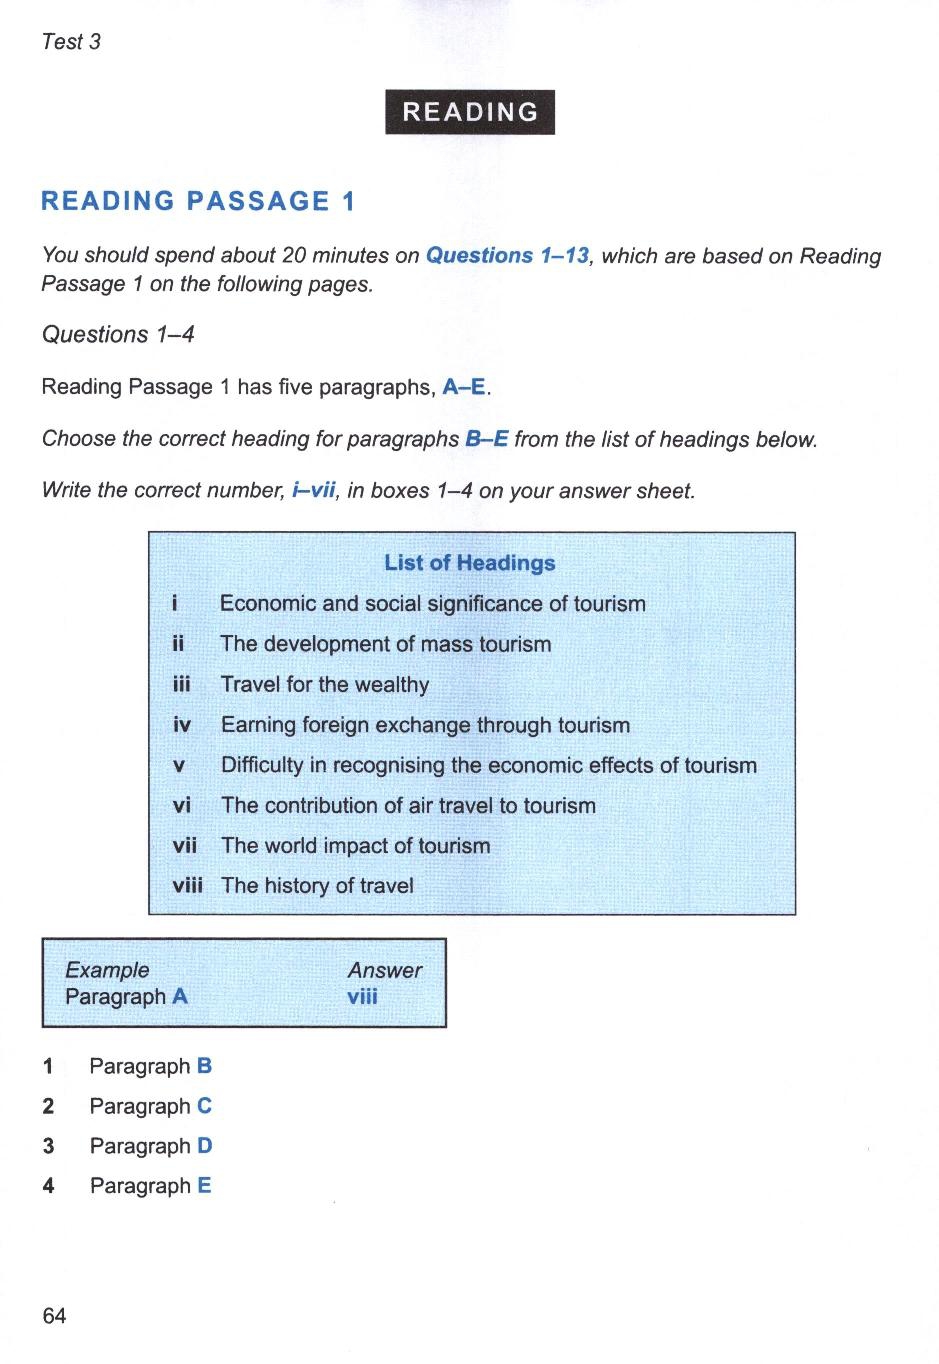 Test 3
READING
READING PASSAGE 1
You should spend about 20 minutes on Questions 1–13, which are based on Reading
Passage 1 on the following pages.
Questions 1–4
Reading Passage 1 has five paragraphs, A–E.
Choose the correct heading for paragraphs B–E from the list of headings below.
Write the correct number, i–vii, in boxes 1–4 on your answer sheet.
List of Headings
i Economic and social significance of tourism
ii The development of mass tourism
iii Travel for the wealthy
iv Earning foreign exchange through tourism
v Difficulty in recognising the economic effects of tourism
vi The contribution of air travel to tourism
vii The world impact of tourism
viii The history of travel
Example Answer
Paragraph A viii
1 Paragraph B
2 Paragraph C
3 Paragraph D
4 Paragraph E
64